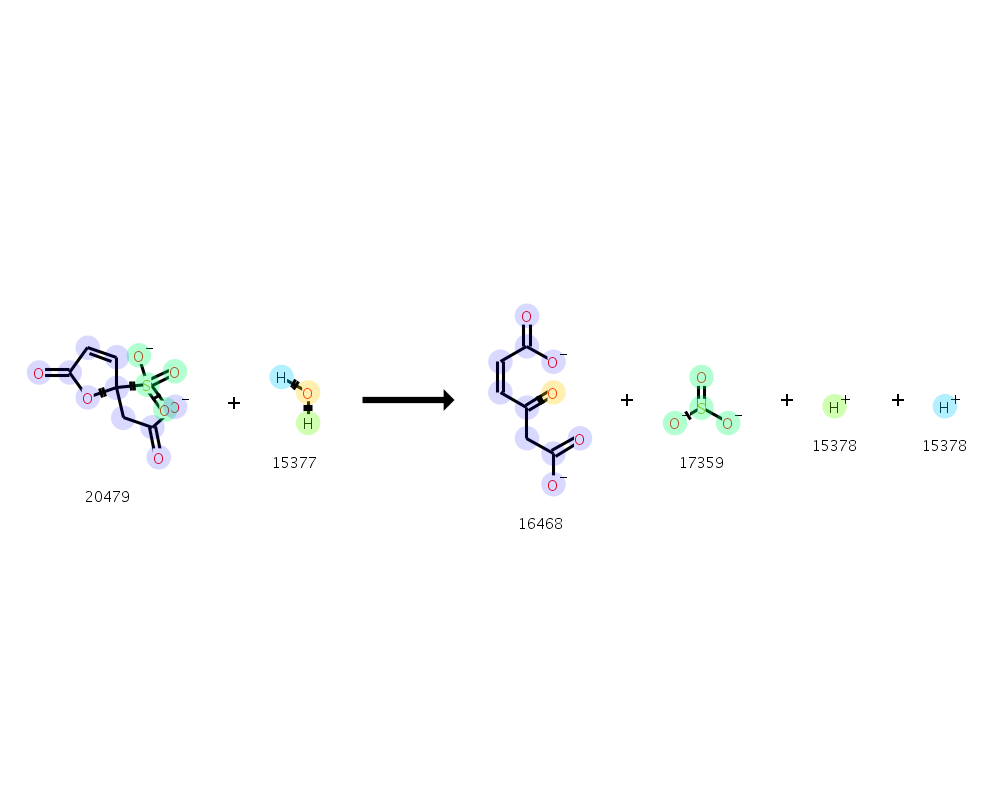 O O O⁻ S O O O⁻ O + H O H → O O⁻ O O O⁻ + O S O⁻ O⁻ + H⁺ + H⁺
20479 15377 16468 17359 15378 15378